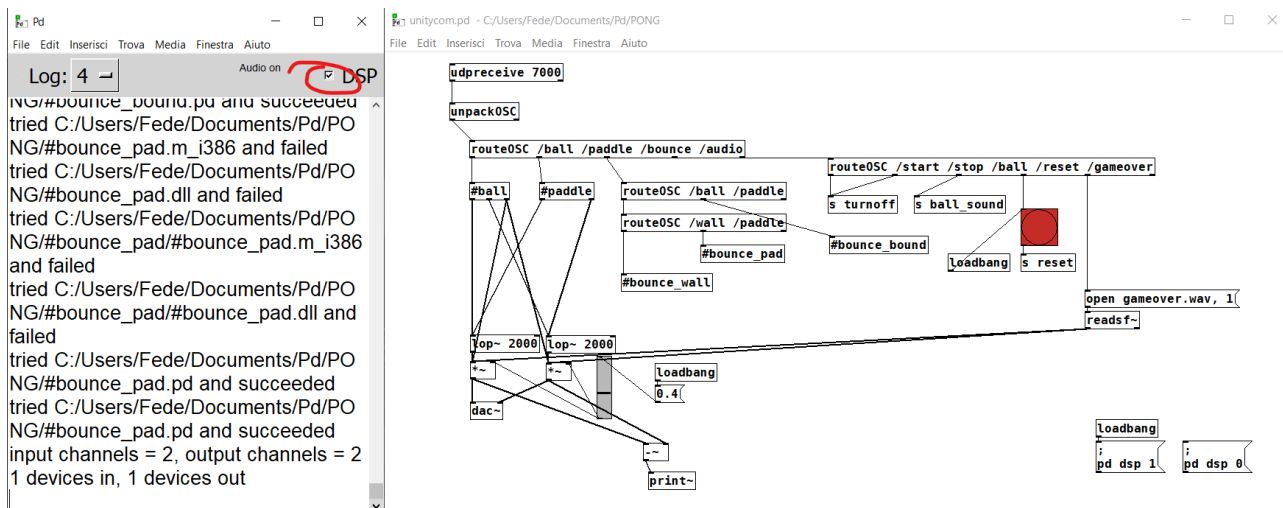 Pd
File Edit Inserisci Trova Media Finestra Aiuto
Log: 4
Audio on
DSP
NG/#bounce_bound.pd and succeeded
tried C:/Users/Fede/Documents/Pd/PO
NG/#bounce_pad.m_i386 and failed
tried C:/Users/Fede/Documents/Pd/PO
NG/#bounce_pad.dll and failed
tried C:/Users/Fede/Documents/Pd/PO
NG/#bounce_pad/#bounce_pad.m_i386
and failed
tried C:/Users/Fede/Documents/Pd/PO
NG/#bounce_pad/#bounce_pad.dll and
failed
tried C:/Users/Fede/Documents/Pd/PO
NG/#bounce_pad.pd and succeeded
tried C:/Users/Fede/Documents/Pd/PO
NG/#bounce_pad.pd and succeeded
input channels = 2, output channels = 2
1 devices in, 1 devices out
unitycom.pd - C:/Users/Fede/Documents/Pd/PONG
File Edit Inserisci Trova Media Finestra Aiuto
udpreceive 7000
unpackOSC
routeOSC /ball /paddle /bounce /audio
routeOSC /start /stop /ball /reset /gameover
#ball
#paddle
routeOSC /ball /paddle
s turnoff
s ball_sound
routeOSC /wall /paddle
#bounce_bound
#bounce_pad
loadbang
s reset
#bounce_wall
open gameover.wav, 1
readsf~
lop~ 2000
lop~ 2000
*~
*~
loadbang
0.4
dac~
-~
print~
loadbang
;
pd dsp 1
;
pd dsp 0